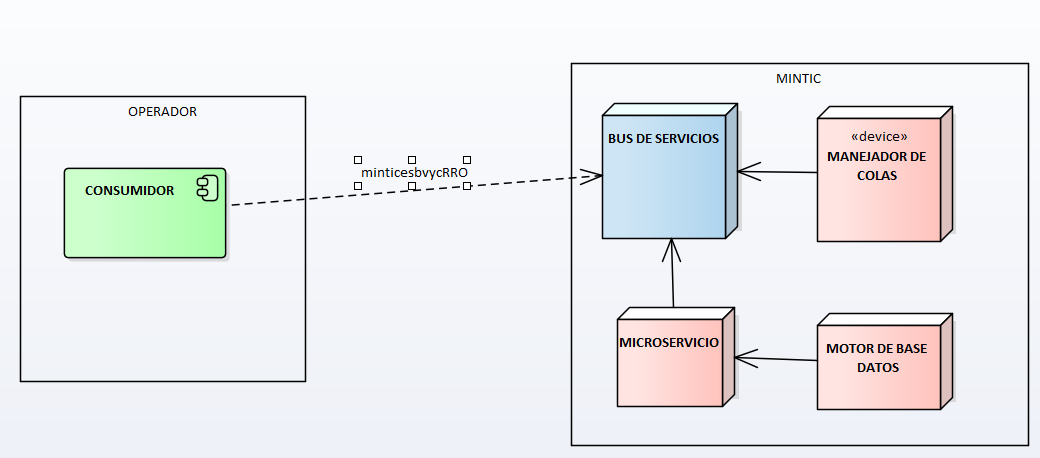 MINTIC
OPERADOR
BUS DE SERVICIOS
«device»
MANEJADOR DE
COLAS
CONSUMIDOR
minticesbvycRRO
MICROSERVICIO
MOTOR DE BASE
DATOS